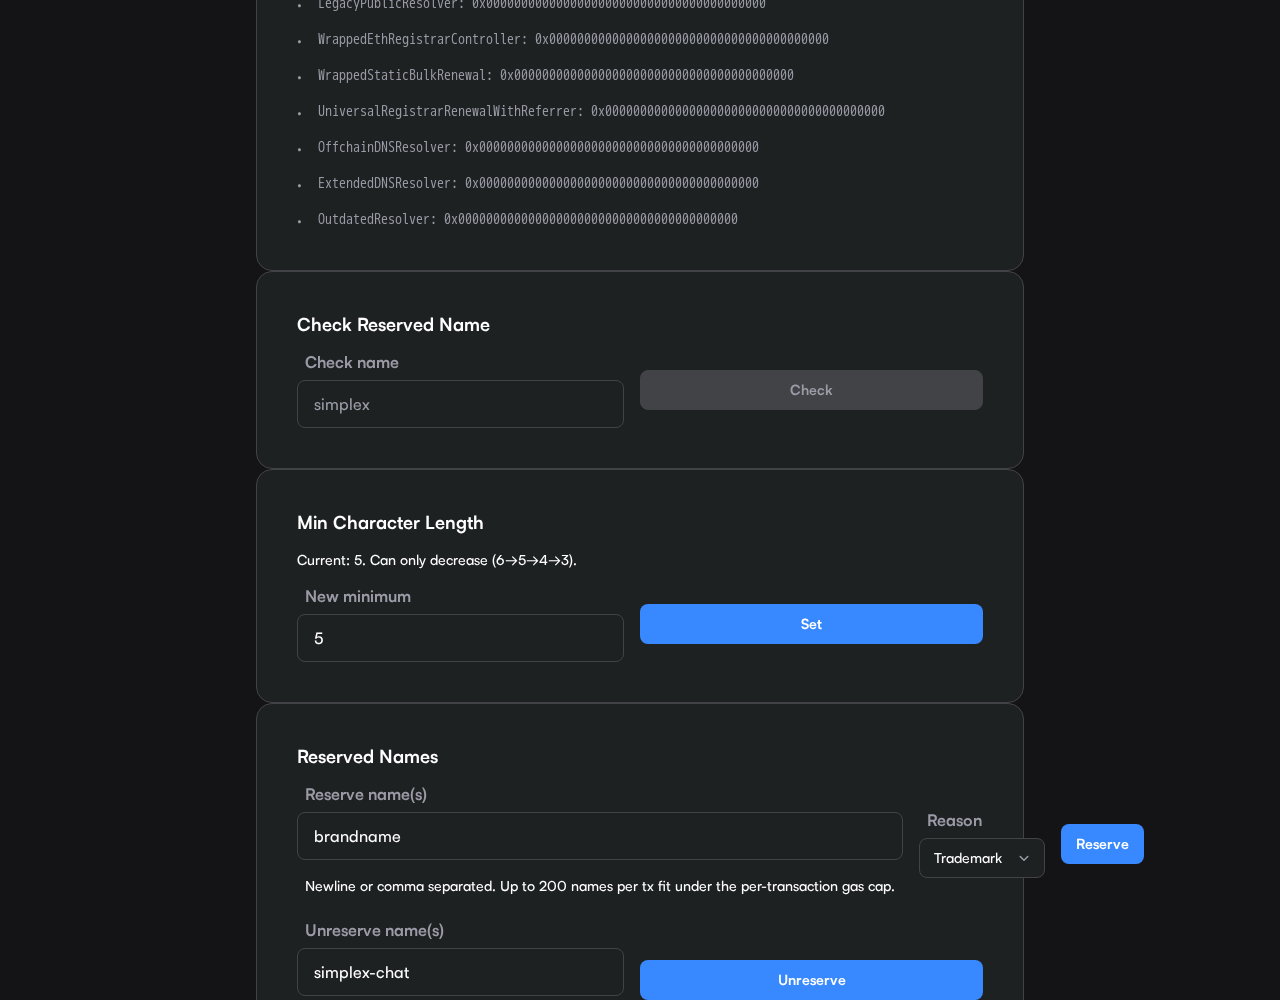 LegacyPublicResolver: 0x0000000000000000000000000000000000000000
WrappedEthRegistrarController: 0x0000000000000000000000000000000000000000
WrappedStaticBulkRenewal: 0x0000000000000000000000000000000000000000
UniversalRegistrarRenewalWithReferrer: 0x0000000000000000000000000000000000000000
OffchainDNSResolver: 0x0000000000000000000000000000000000000000
ExtendedDNSResolver: 0x0000000000000000000000000000000000000000
OutdatedResolver: 0x0000000000000000000000000000000000000000
Check Reserved Name
Check name
simplex
Check
Min Character Length
Current: 5. Can only decrease (6→5→4→3).
New minimum
5
Set
Reserved Names
Reserve name(s)
brandname
Reason
Trademark
Reserve
Newline or comma separated. Up to 200 names per tx fit under the per-transaction gas cap.
Unreserve name(s)
simplex-chat
Unreserve